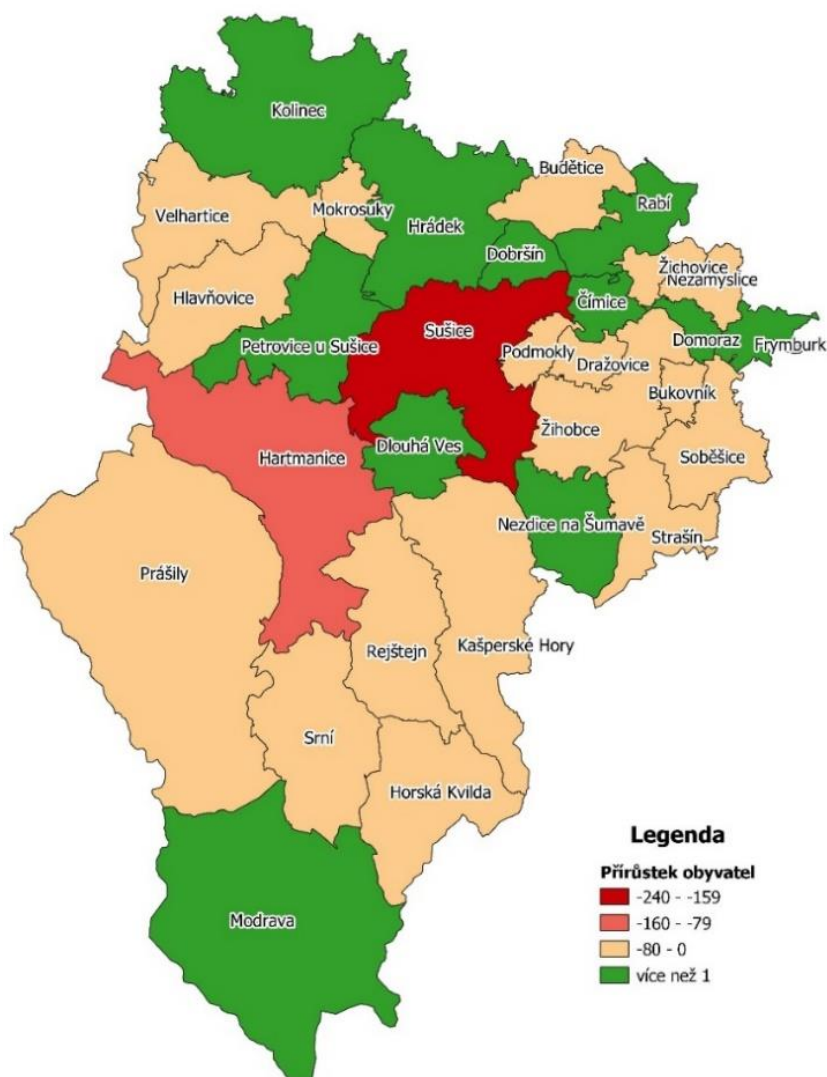 Kolinec
Budětice
Rabí
Velhartice
Mokrosuky
Hrádek
Dobršín
Žichovice
Nezamyslice
Hlavňovice
Čímice
Sušice
Petrovice u Sušice
Podmokly
Dražovice
Domoraz
Frymburk
Bukovník
Žihobce
Dlouhá Ves
Hartmanice
Soběšice
Nezdice na Šumavě
Strašín
Prášily
Rejštejn
Kašperské Hory
Srní
Horská Kvilda
Modrava
Legenda
Přírůstek obyvatel
-240 - -159
-160 - -79
-80 - 0
více než 1